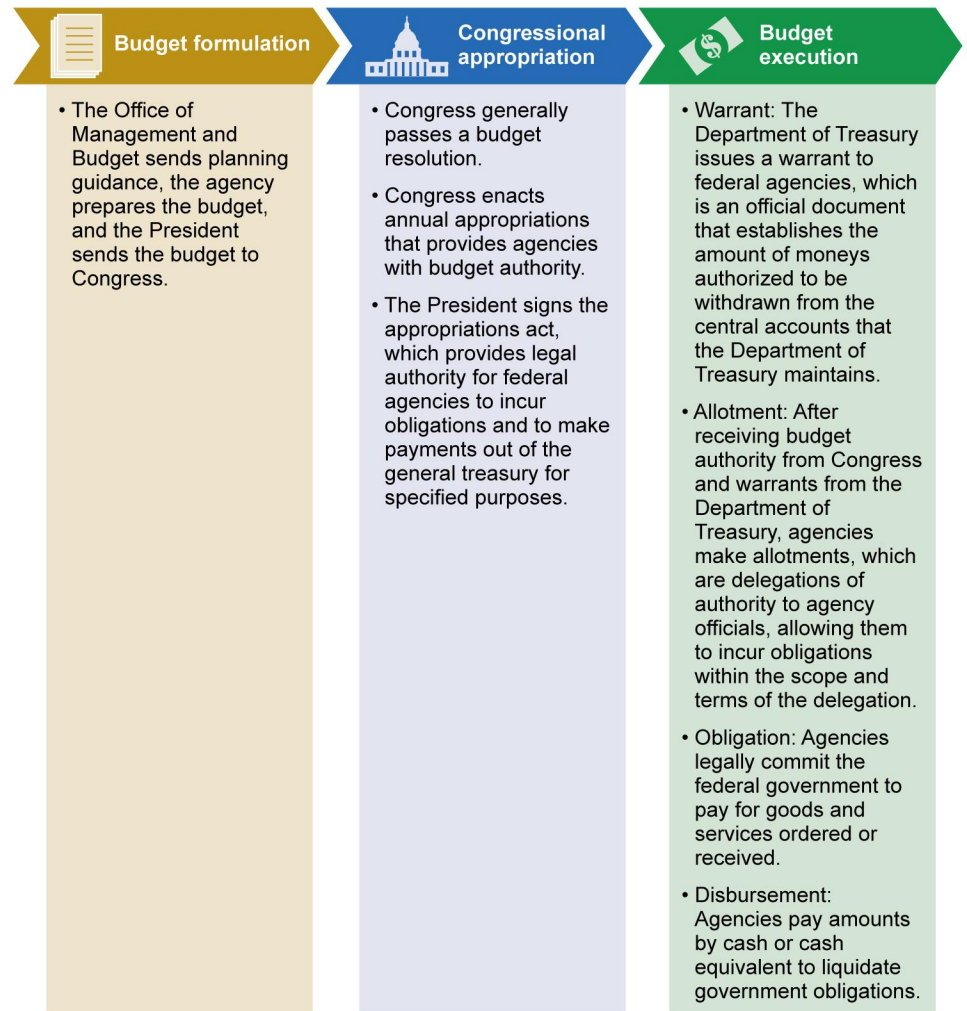 Budget formulation
• The Office of
Management and
Budget sends planning
guidance, the agency
prepares the budget,
and the President
sends the budget to
Congress.
Congressional
appropriation
• Congress generally
passes a budget
resolution.
• Congress enacts
annual appropriations
that provides agencies
with budget authority.
• The President signs the
appropriations act,
which provides legal
authority for federal
agencies to incur
obligations and to make
payments out of the
general treasury for
specified purposes.
$
Budget
execution
• Warrant: The
Department of Treasury
issues a warrant to
federal agencies, which
is an official document
that establishes the
amount of moneys
authorized to be
withdrawn from the
central accounts that
the Department of
Treasury maintains.
• Allotment: After
receiving budget
authority from Congress
and warrants from the
Department of
Treasury, agencies
make allotments, which
are delegations of
authority to agency
officials, allowing them
to incur obligations
within the scope and
terms of the delegation.
• Obligation: Agencies
legally commit the
federal government to
pay for goods and
services ordered or
received.
• Disbursement:
Agencies pay amounts
by cash or cash
equivalent to liquidate
government obligations.